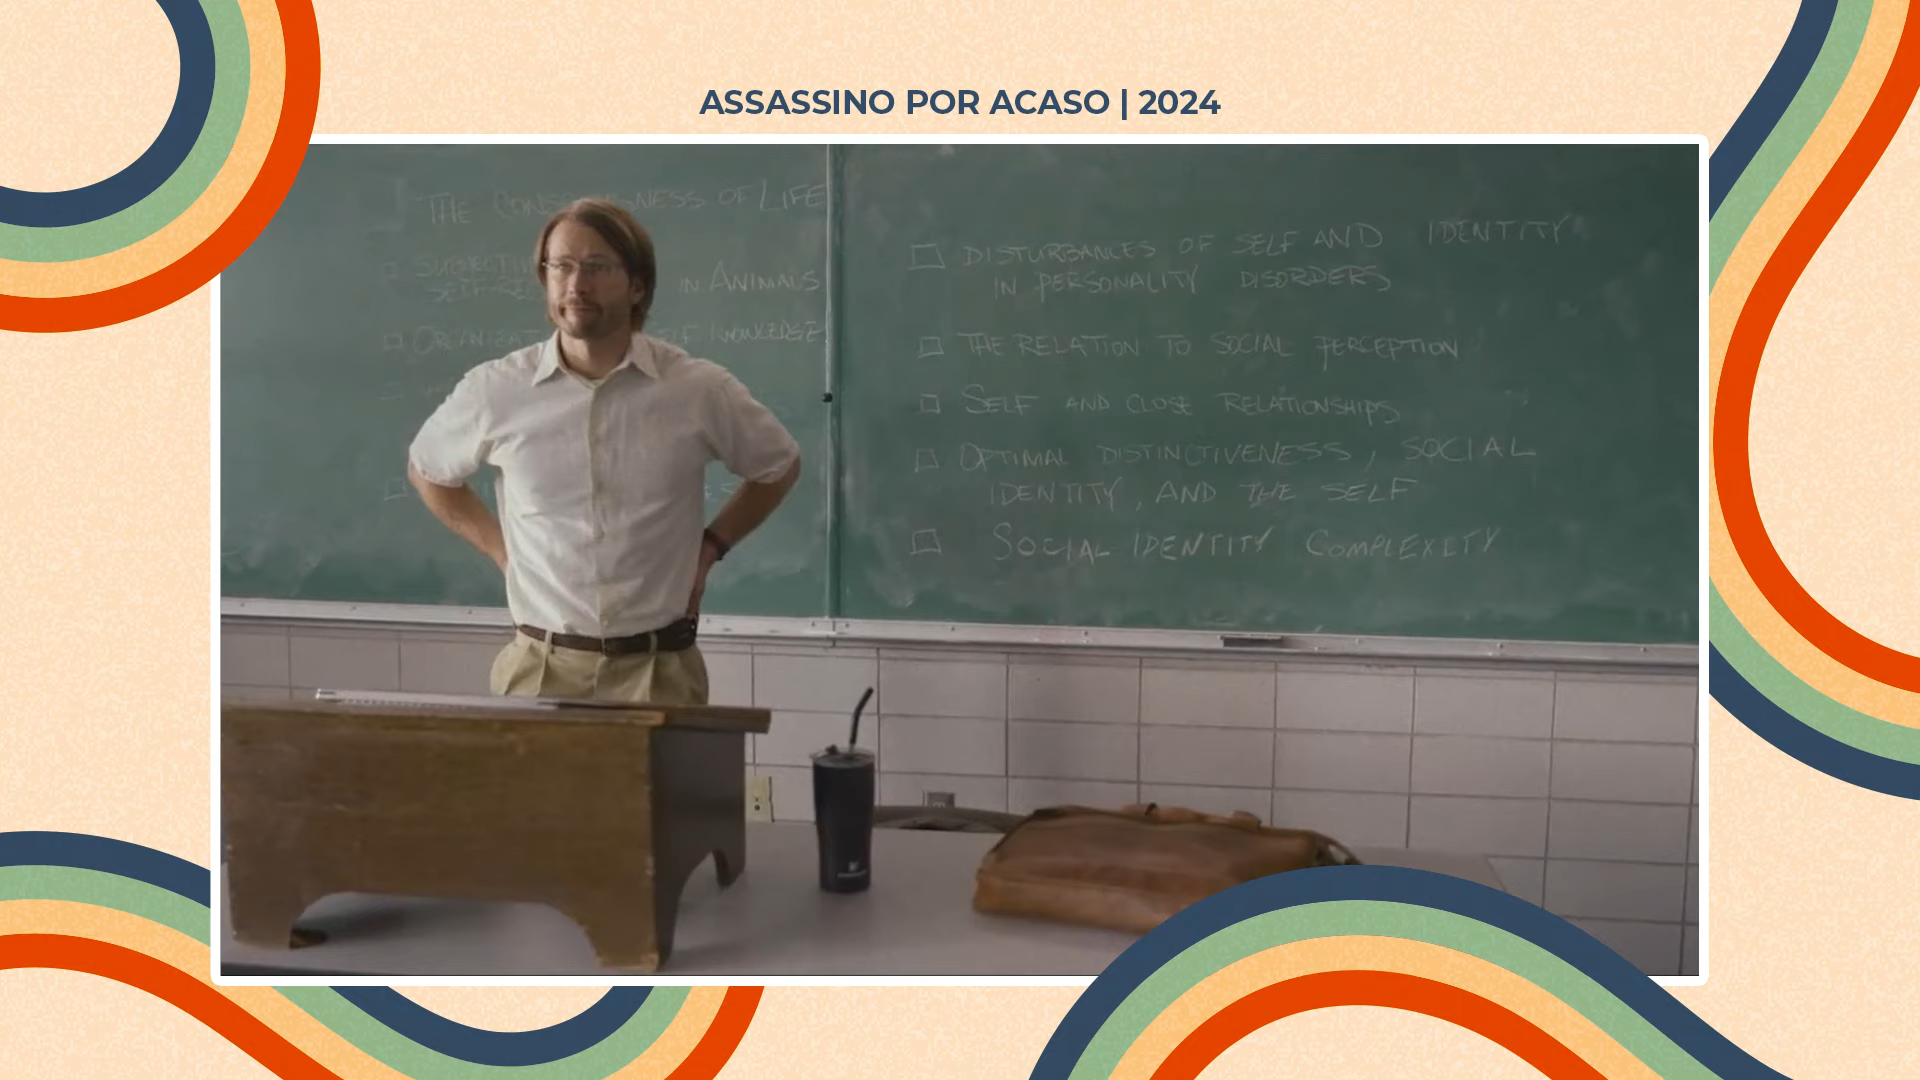 ASSASSINO POR ACASO | 2024
"THE OF LIFE
IN ANIMALS
KNOWLEDGE
DISTURBANCES OF SELF AND IDENTITY
IN PERSONALITY DISORDERS
THE RELATION TO SOCIAL PERCEPTION
SELF AND CLOSE RELATIONSHIPS
OPTIMAL DISTINCTIVENESS, SOCIAL
IDENTITY, AND THE SELF
SOCIAL IDENTITY COMPLEXITY